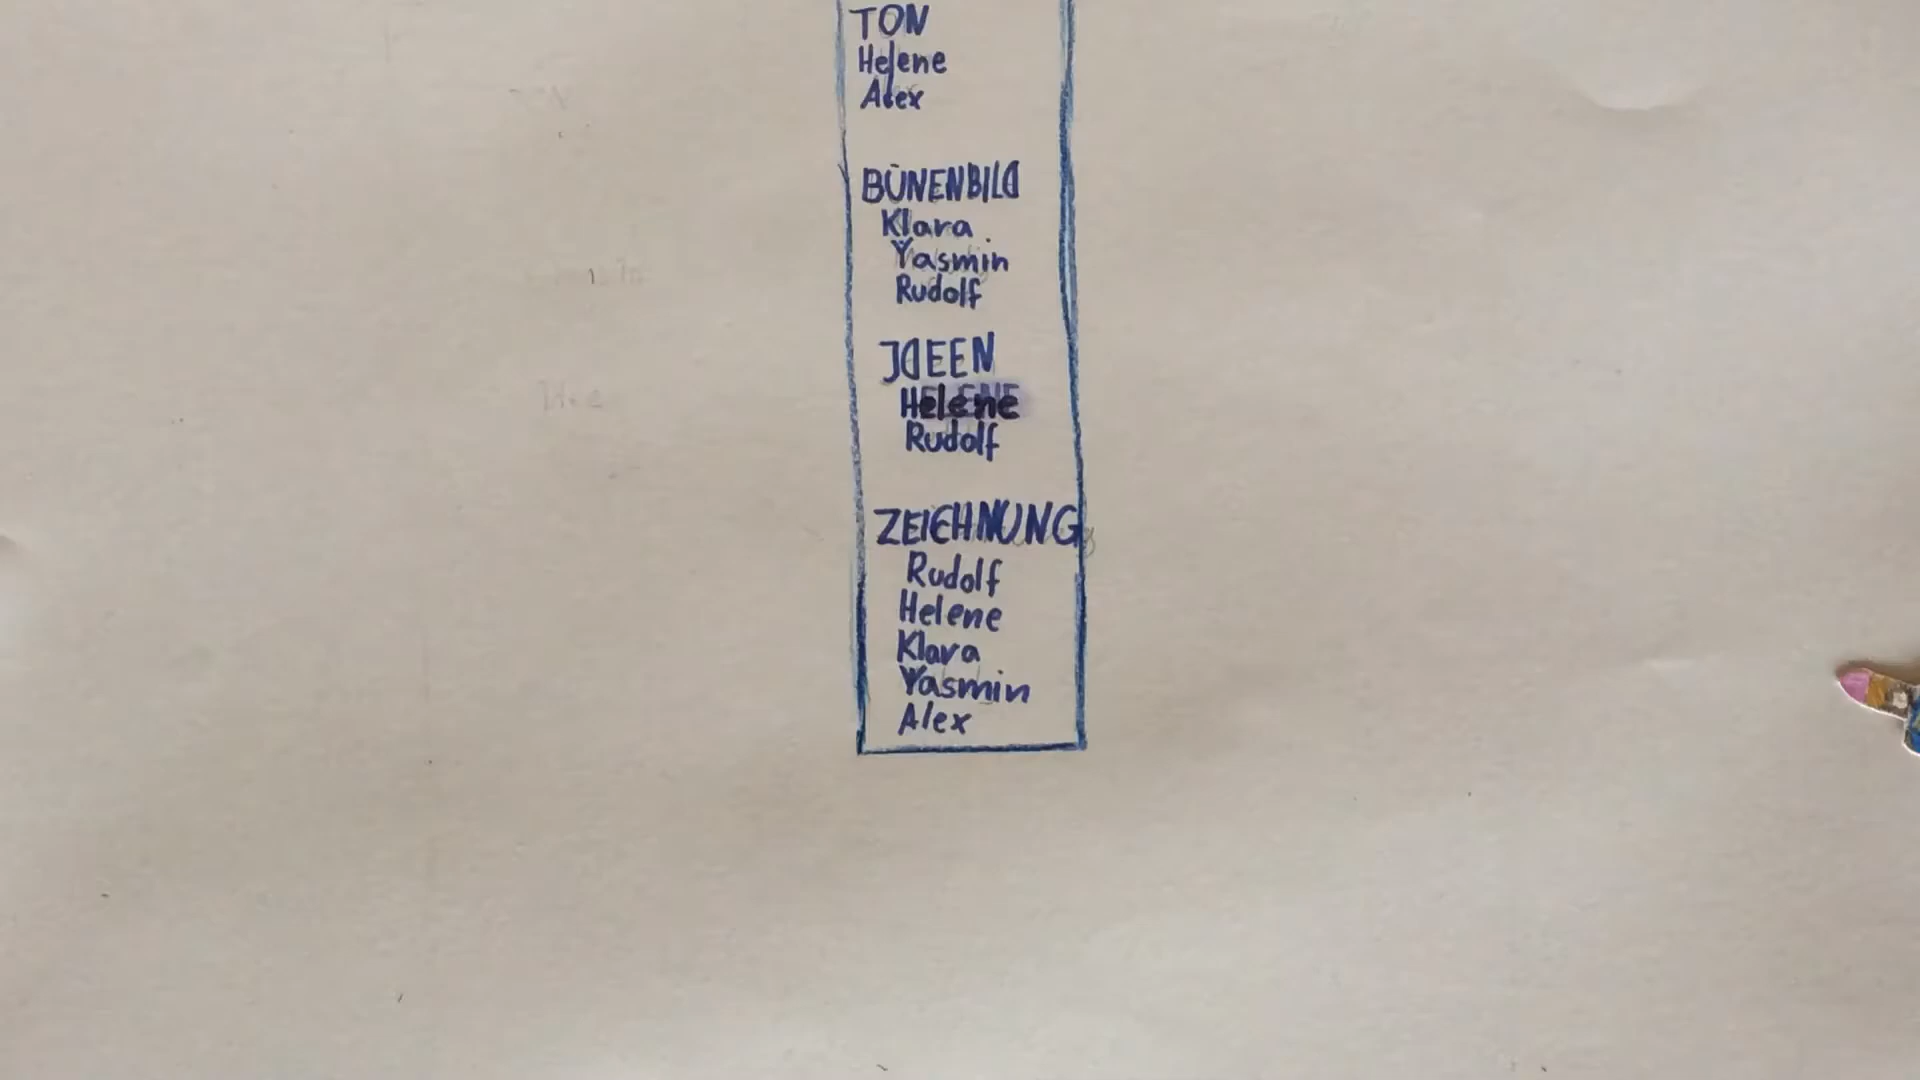 TON
Helene
Alex
BÜNENBILD
Klara
Yasmin
Rudolf
IDEEN
Helene
Rudolf
ZEICHNUNG
Rudolf
Helene
Klara
Yasmin
Alex